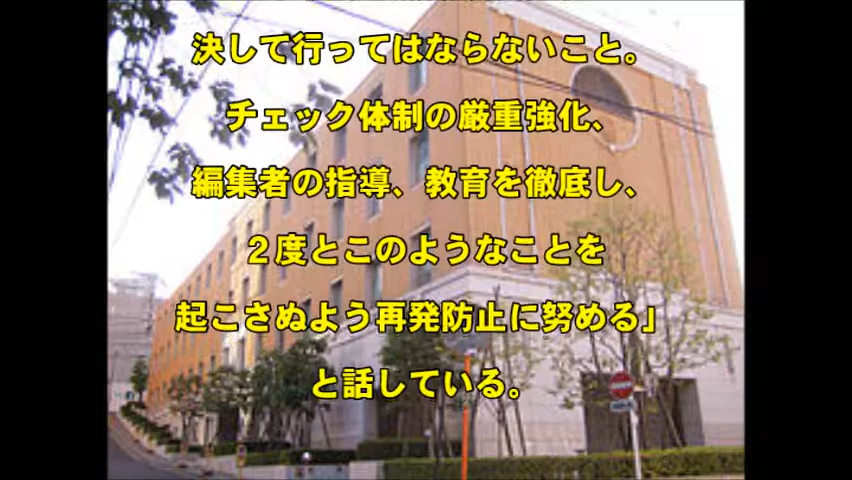 決して行ってはならないこと。
チェック体制の厳重強化、
編集者の指導、教育を徹底し、
２度とこのようなことを
起こさぬよう再発防止に努める」
と話している。